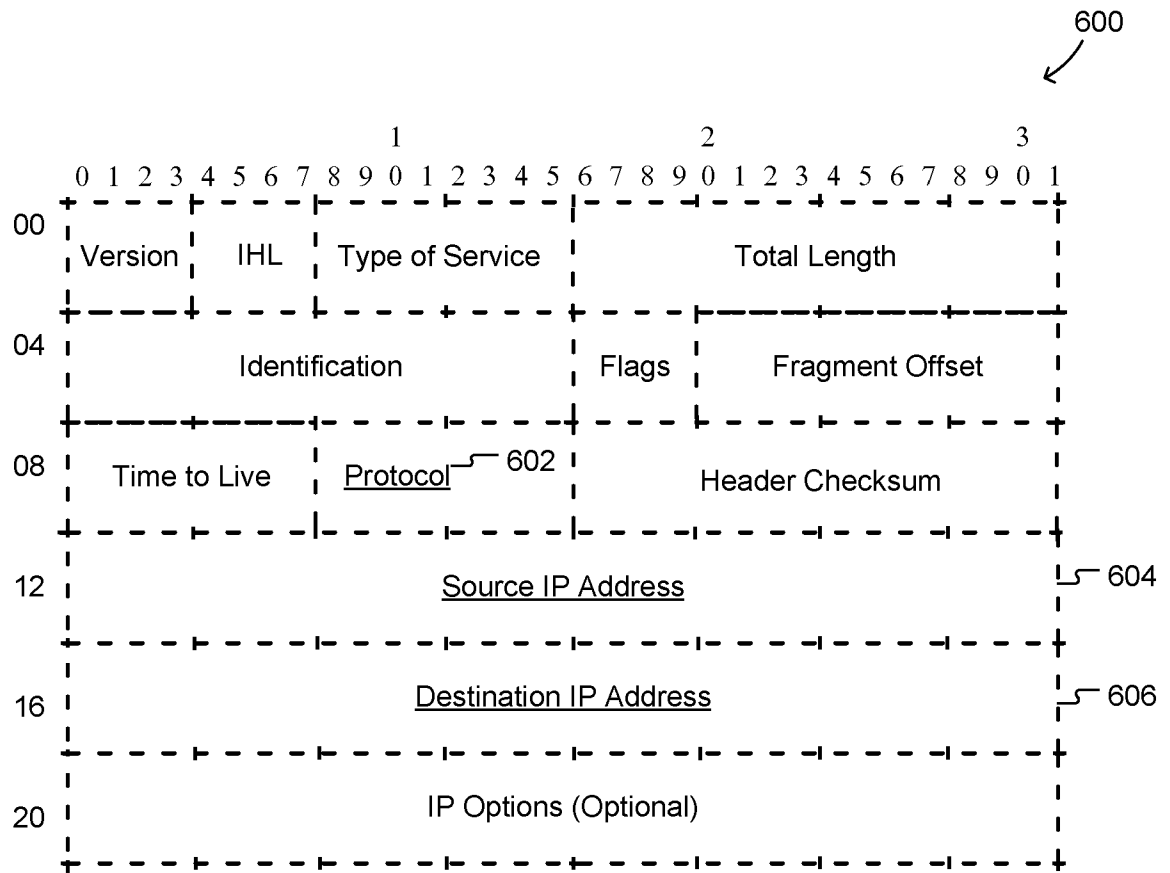 600
1 2 3
0 1 2 3 4 5 6 7 8 9 0 1 2 3 4 5 6 7 8 9 0 1 2 3 4 5 6 7 8 9 0 1
00 Version IHL Type of Service Total Length
04 Identification Flags Fragment Offset
08 Time to Live Protocol 602 Header Checksum
12 Source IP Address 604
16 Destination IP Address 606
20 IP Options (Optional)